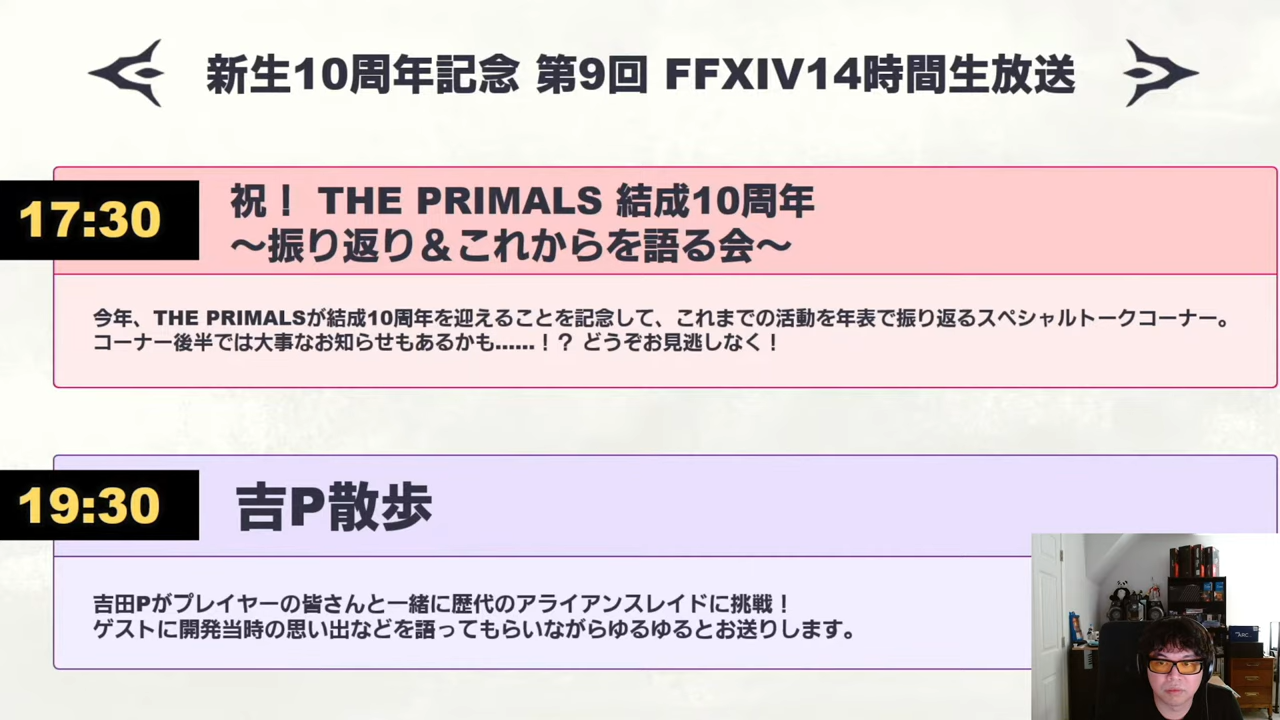 新生10周年記念 第9回 FFXIV14時間生放送
17:30
祝！ THE PRIMALS 結成10周年
～振り返り＆これからを語る会～
今年、THE PRIMALSが結成10周年を迎えることを記念して、これまでの活動を年表で振り返るスペシャルトークコーナー。
コーナー後半では大事なお知らせもあるかも……！？ どうぞお見逃しなく！
19:30
吉P散歩
吉田Pがプレイヤーの皆さんと一緒に歴代のアライアンスレイドに挑戦！
ゲストに開発当時の思い出などを語ってもらいながらゆるゆるとお送りします。